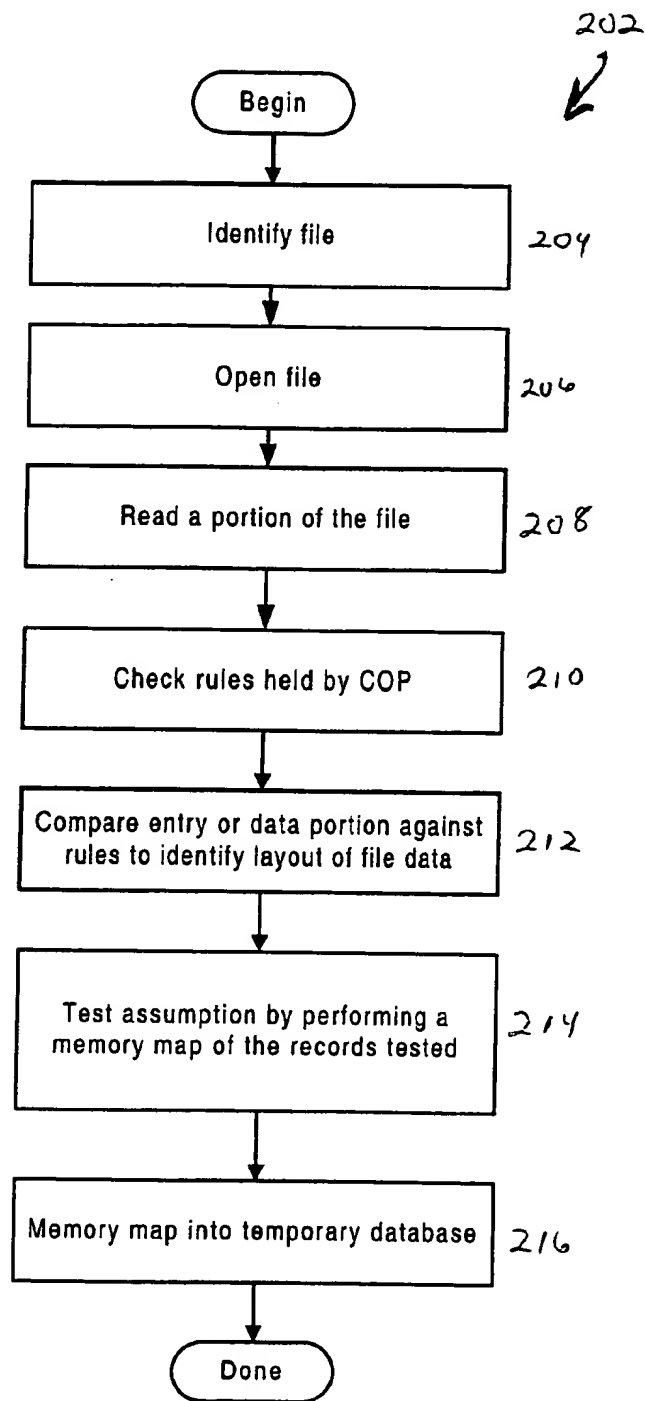 202
Begin
Identify file
204
Open file
206
Read a portion of the file
208
Check rules held by COP
210
Compare entry or data portion against
rules to identify layout of file data
212
Test assumption by performing a
memory map of the records tested
214
Memory map into temporary database
216
Done